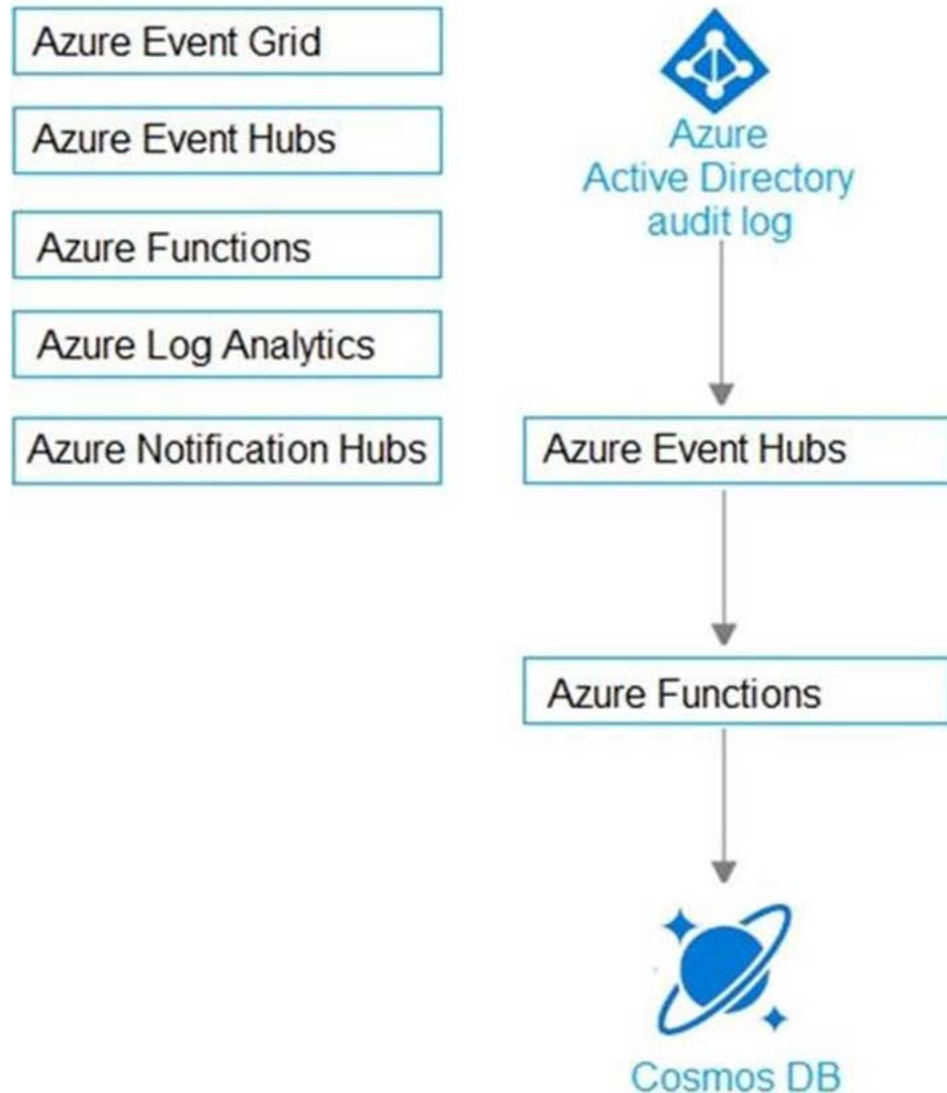 Azure Event Grid
Azure Event Hubs
Azure Functions
Azure Log Analytics
Azure Notification Hubs
Azure
Active Directory
audit log
Azure Event Hubs
Azure Functions
Cosmos DB